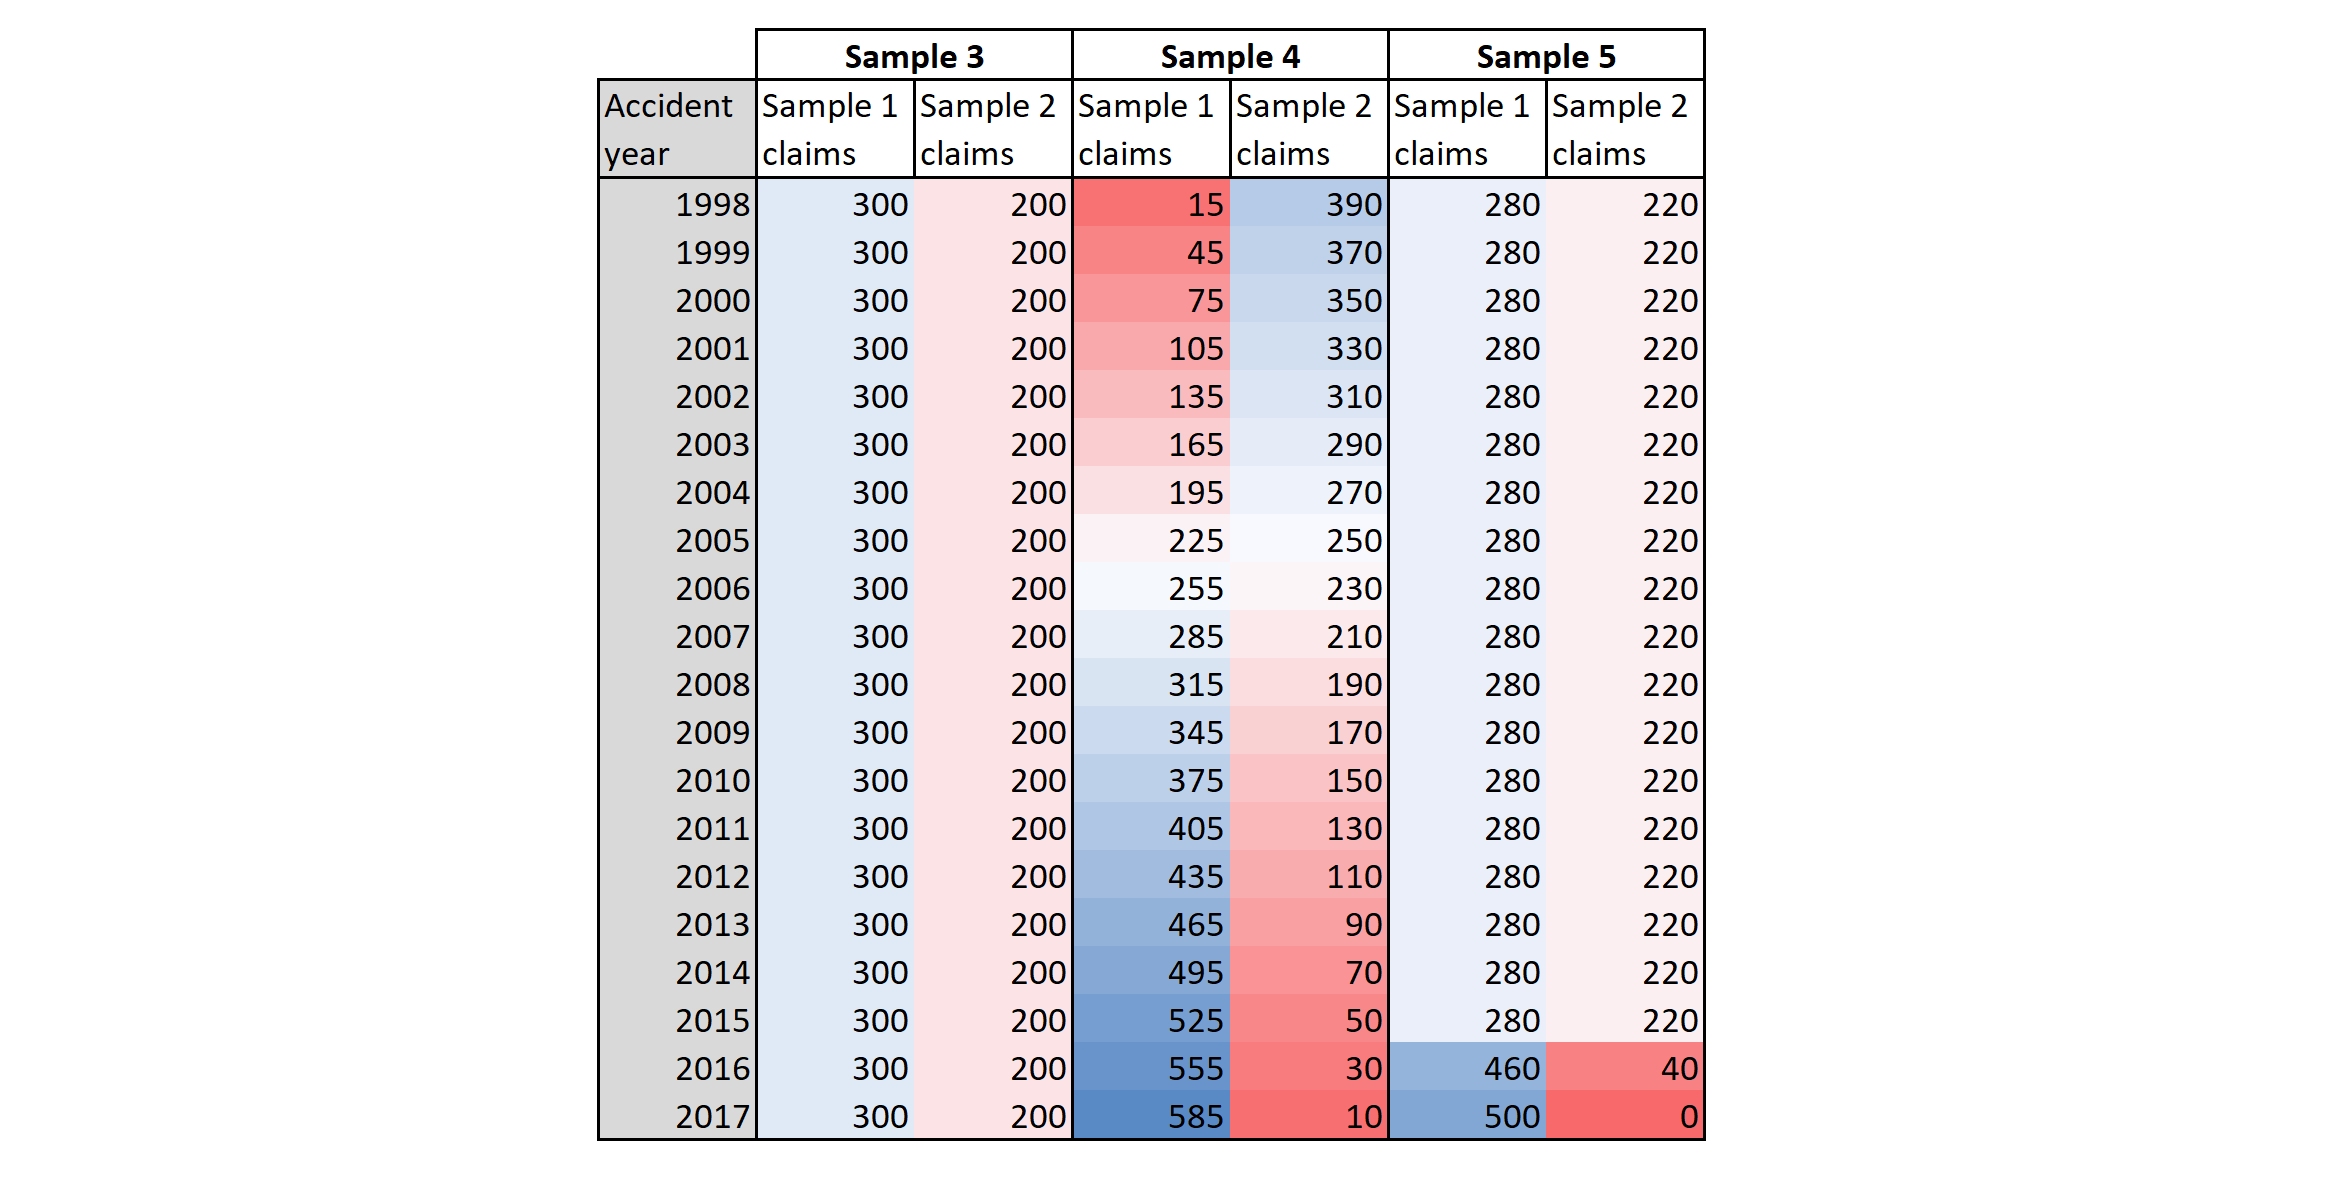 Sample 3 Sample 4 Sample 5
Accident year Sample 1 claims Sample 2 claims Sample 1 claims Sample 2 claims Sample 1 claims Sample 2 claims
1998 300 200 15 390 280 220
1999 300 200 45 370 280 220
2000 300 200 75 350 280 220
2001 300 200 105 330 280 220
2002 300 200 135 310 280 220
2003 300 200 165 290 280 220
2004 300 200 195 270 280 220
2005 300 200 225 250 280 220
2006 300 200 255 230 280 220
2007 300 200 285 210 280 220
2008 300 200 315 190 280 220
2009 300 200 345 170 280 220
2010 300 200 375 150 280 220
2011 300 200 405 130 280 220
2012 300 200 435 110 280 220
2013 300 200 465 90 280 220
2014 300 200 495 70 280 220
2015 300 200 525 50 280 220
2016 300 200 555 30 460 40
2017 300 200 585 10 500 0